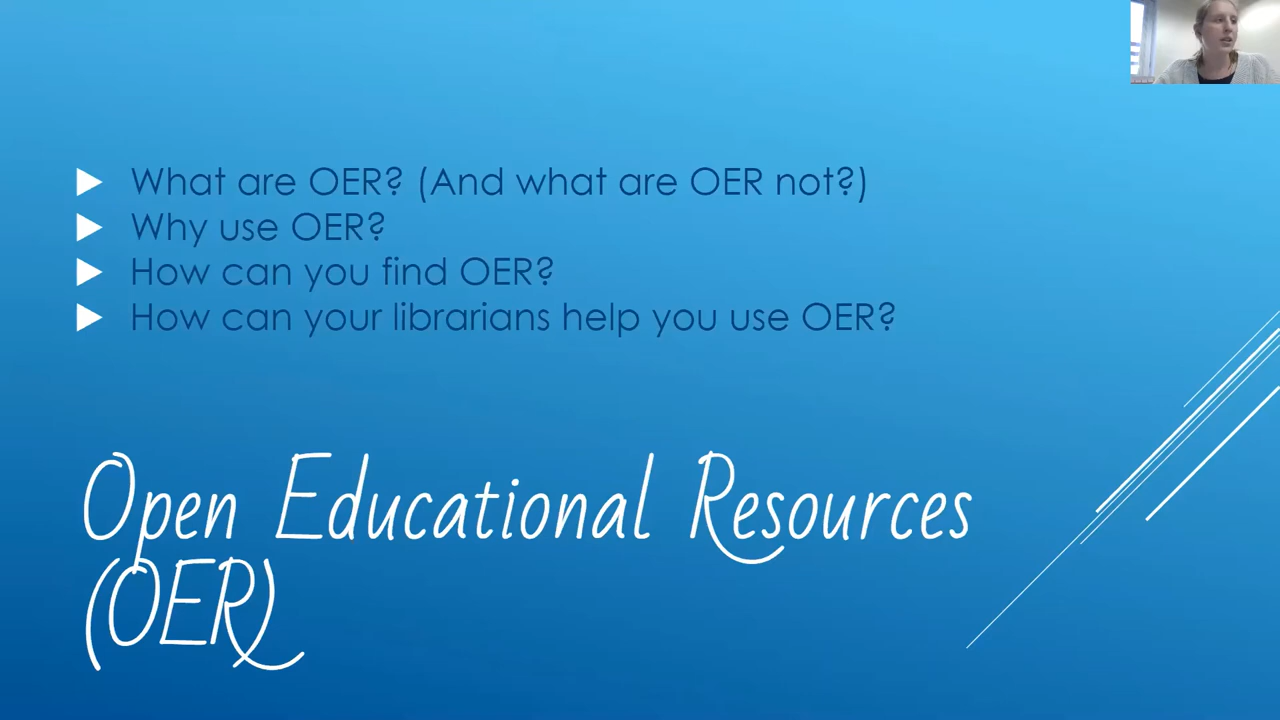 What are OER? (And what are OER not?)
Why use OER?
How can you find OER?
How can your librarians help you use OER?
Open Educational Resources
(OER)